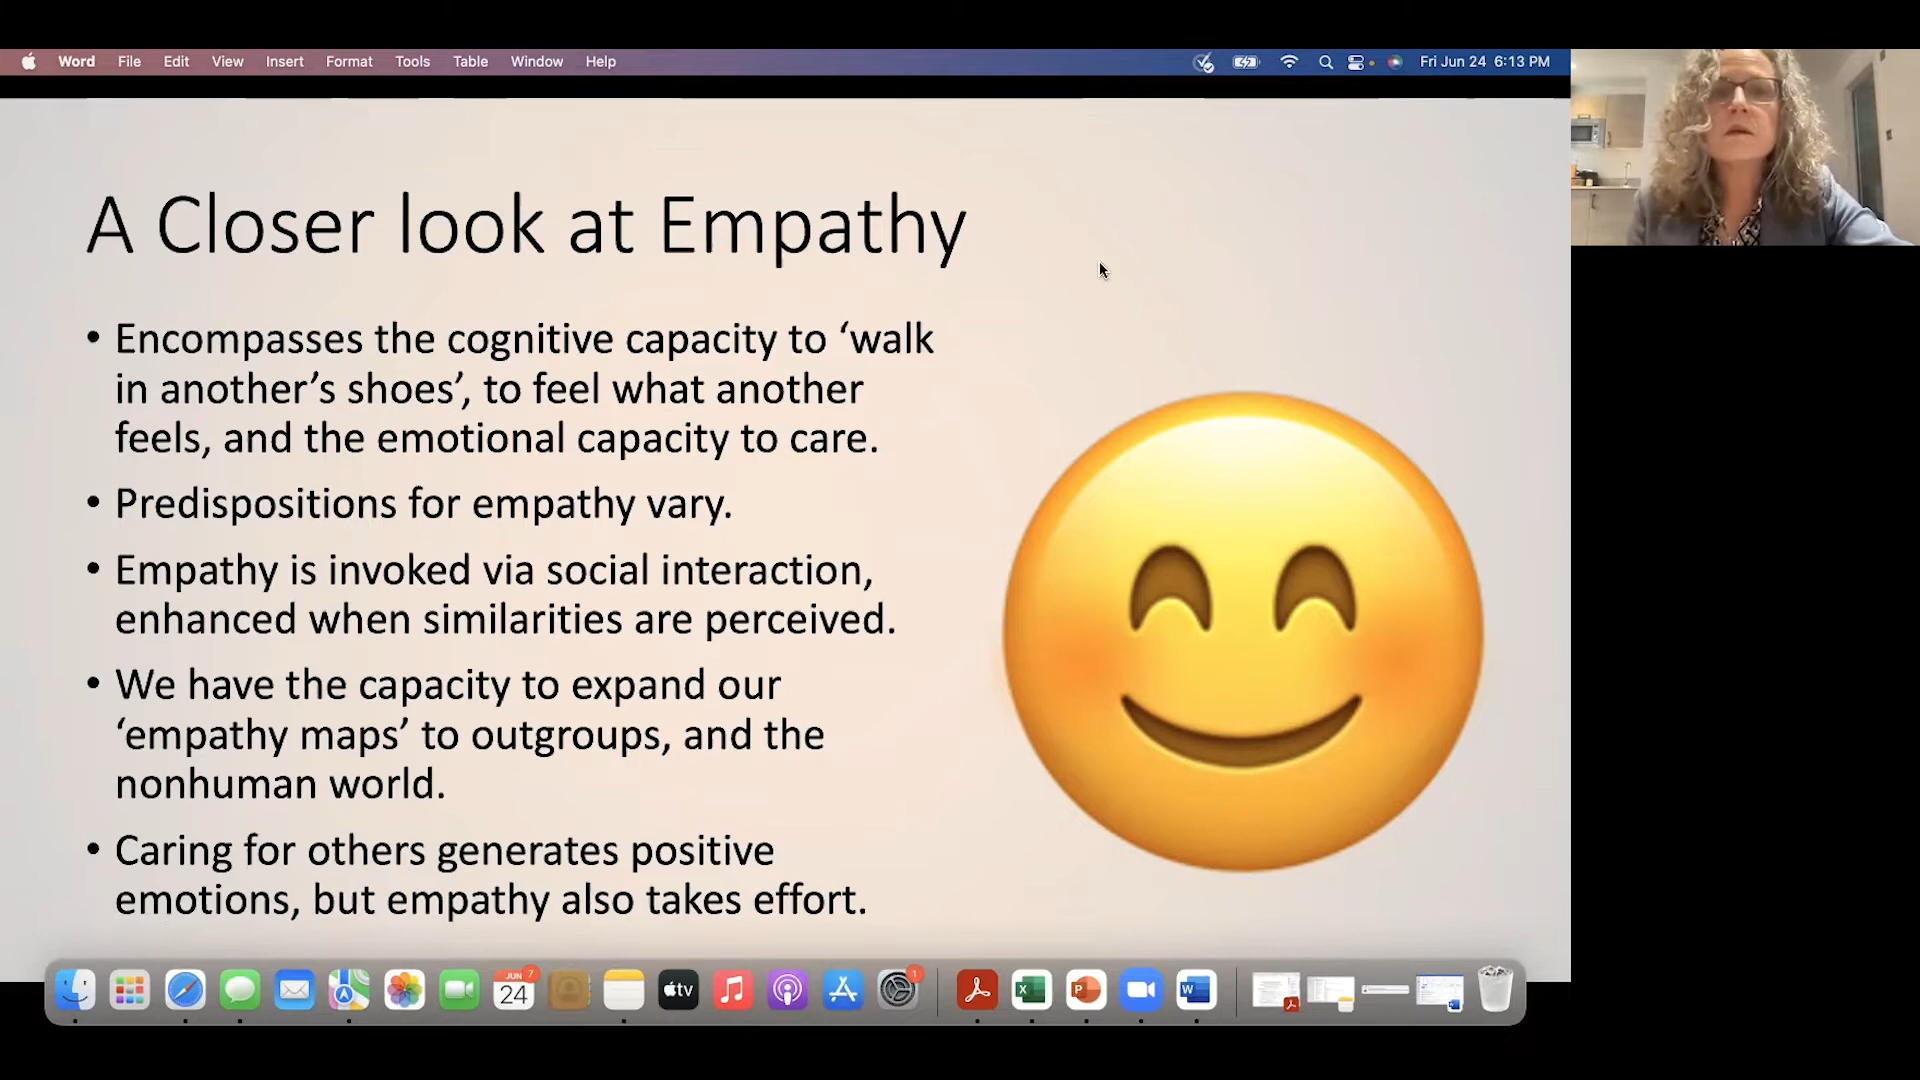 Word File Edit View Insert Format Tools Table Window Help Fri Jun 24 6:13 PM
A Closer look at Empathy
• Encompasses the cognitive capacity to ‘walk
in another’s shoes’, to feel what another
feels, and the emotional capacity to care.
• Predispositions for empathy vary.
• Empathy is invoked via social interaction,
enhanced when similarities are perceived.
• We have the capacity to expand our
‘empathy maps’ to outgroups, and the
nonhuman world.
• Caring for others generates positive
emotions, but empathy also takes effort.
JUN 7
24
tv
1
X
P
W